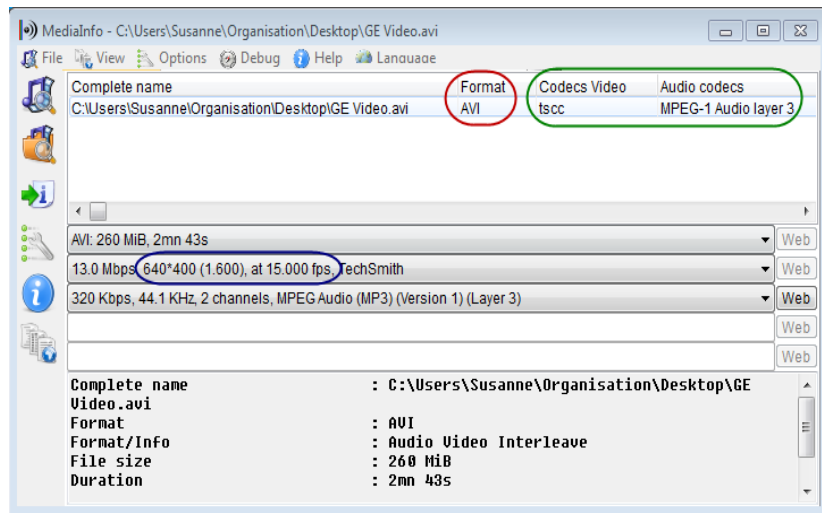 MediaInfo - C:\Users\Susanne\Organisation\Desktop\GE Video.avi
File View Options Debug Help Language
Complete name Format Codecs Video Audio codecs
C:\Users\Susanne\Organisation\Desktop\GE Video.avi AVI tscc MPEG-1 Audio layer 3
AVI: 260 MiB, 2mn 43s Web
13.0 Mbps, 640*400 (1.600), at 15.000 fps, TechSmith Web
320 Kbps, 44.1 KHz, 2 channels, MPEG Audio (MP3) (Version 1) (Layer 3) Web
Web
Web
Complete name : C:\Users\Susanne\Organisation\Desktop\GE
Video.avi
Format : AVI
Format/Info : Audio Video Interleave
File size : 260 MiB
Duration : 2mn 43s